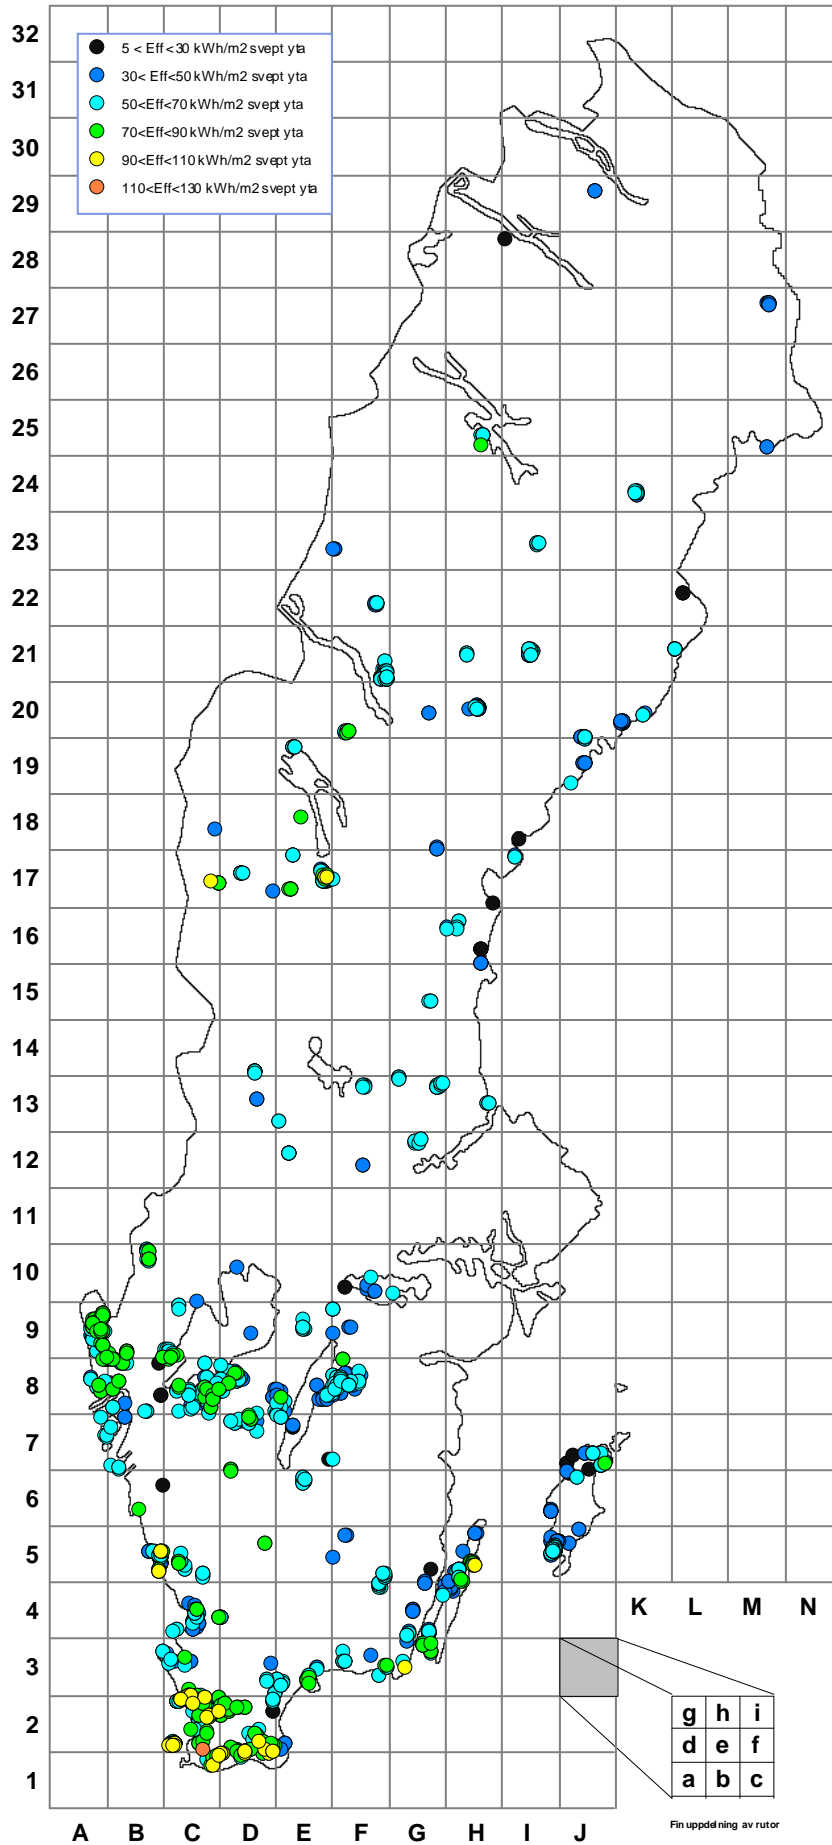 32
5 < Eff<30 kWh/m2 svept yta
30< Eff<50 kWh/m2 svept yta
50<Eff<70 kWh/m2 svept yta
70<Eff<90 kWh/m2 svept yta
90<Eff<110 kWh/m2 svept yta
110<Eff<130 kWh/m2 svept yta
31
30
29
28
27
26
25
24
23
22
21
20
19
18
17
16
15
14
13
12
11
10
9
8
7
6
5
4
K L M N
3
2
g h i
d e f
a b c
1
Fin uppdelning av rutor
A B C D E F G H I J